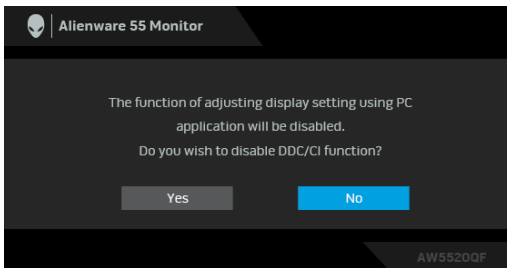 Alienware 55 Monitor
The function of adjusting display setting using PC
application will be disabled.
Do you wish to disable DDC/CI function?
Yes No
AW5520QF